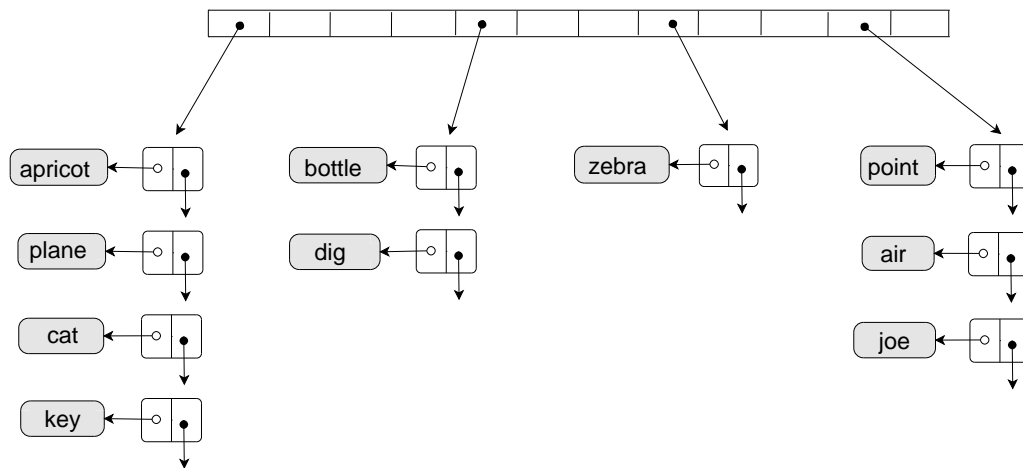 apricot
bottle
zebra
point
plane
dig
air
cat
joe
key